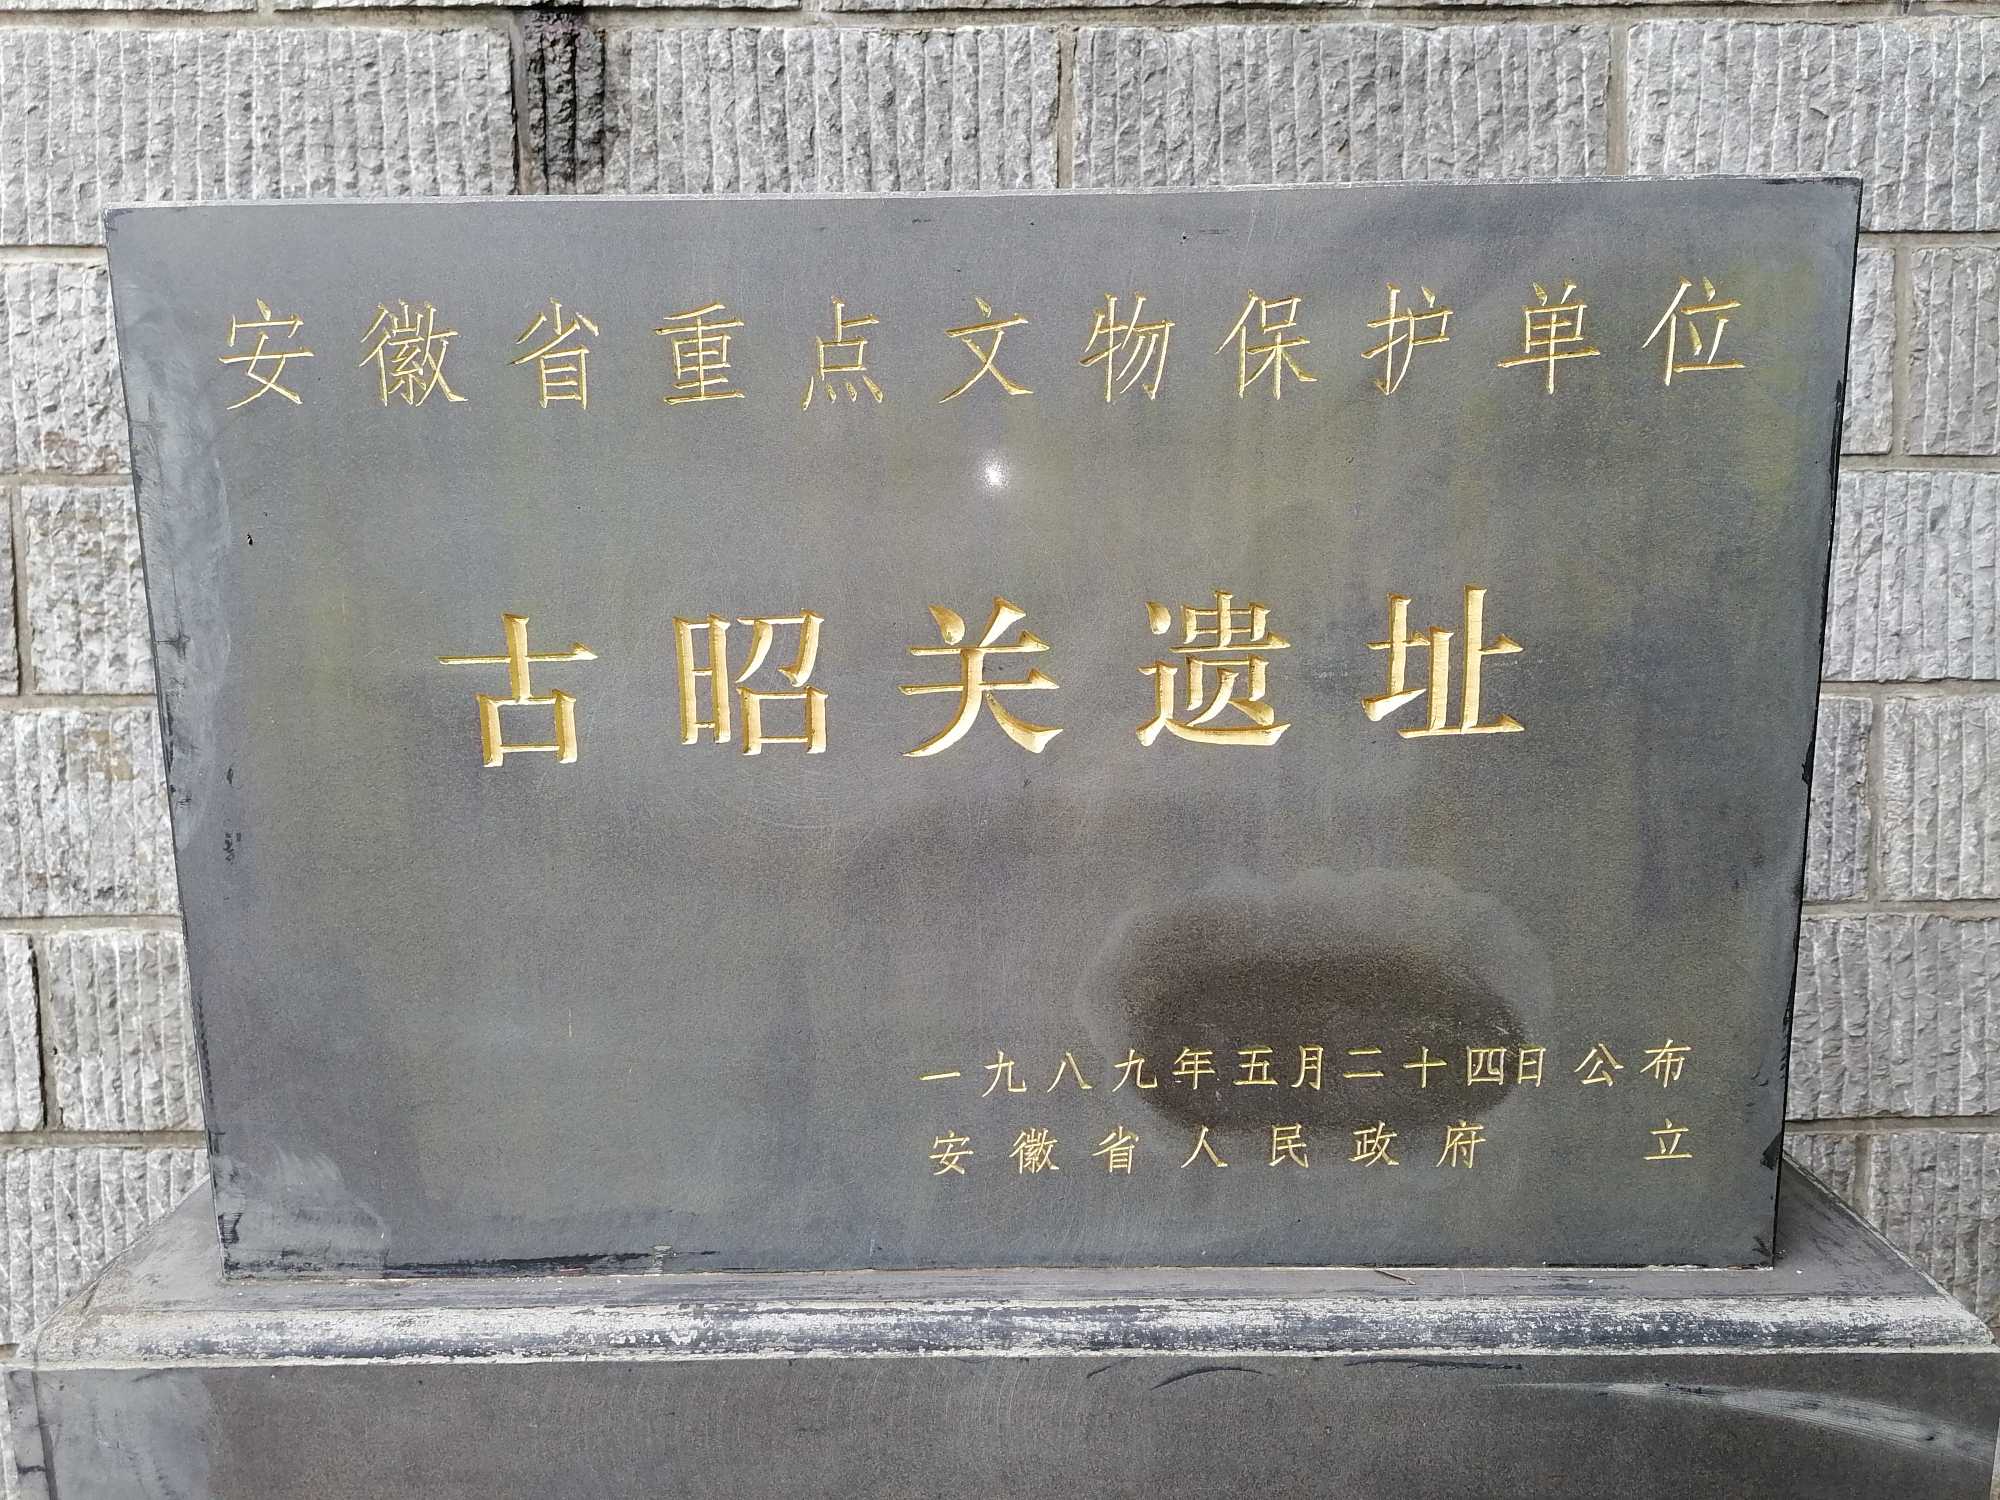 安徽省重点文物保护单位
古昭关遗址
一九八九年五月二十四日公布
安徽省人民政府 立